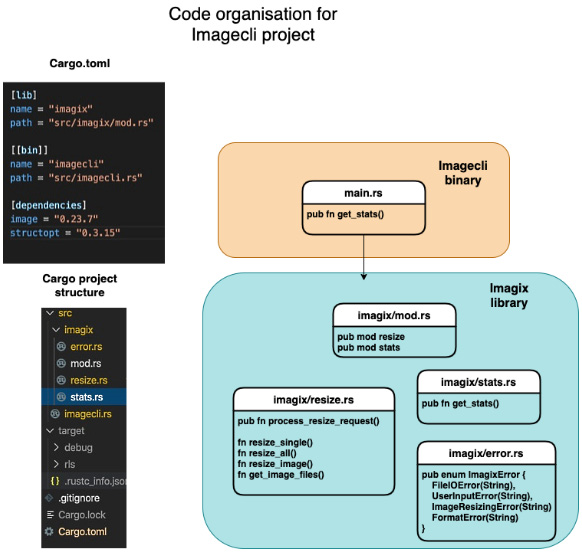 Code organisation for
Imagecli project
Cargo.toml
[lib]
name = "imagix"
path = "src/imagix/mod.rs"
[[bin]]
name = "imagecli"
path = "src/imagecli.rs"
[dependencies]
image = "0.23.7"
structopt = "0.3.15"
Cargo project
structure
src
imagix
error.rs
mod.rs
resize.rs
stats.rs
imagecli.rs
target
debug
rls
{ } .rustc_info.json
.gitignore
Cargo.lock
Cargo.toml
Imagecli
binary
main.rs
pub fn get_stats()
Imagix
library
imagix/mod.rs
pub mod resize
pub mod stats
imagix/resize.rs
pub fn process_resize_request()
fn resize_single()
fn resize_all()
fn resize_image()
fn get_image_files()
imagix/stats.rs
pub fn get_stats()
imagix/error.rs
pub enum ImagixError {
FileIOError(String),
UserInputError(String),
ImageResizingError(String)
FormatError(String)
}